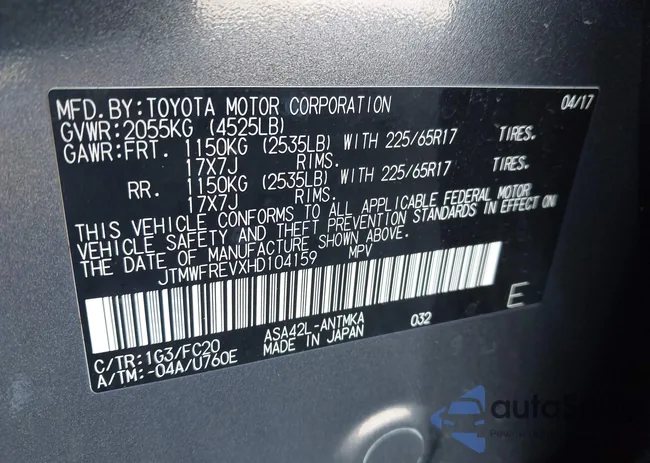 MFD.BY:TOYOTA MOTOR CORPORATION 04/17
GVWR:2055KG (4525LB)
GAWR:FRT. 1150KG (2535LB) WITH 225/65R17 TIRES.
17X7J RIMS.
RR. 1150KG (2535LB) WITH 225/65R17 TIRES.
17X7J RIMS.
THIS VEHICLE CONFORMS TO ALL APPLICABLE FEDERAL MOTOR
VEHICLE SAFETY AND THEFT PREVENTION STANDARDS IN EFFECT ON
THE DATE OF MANUFACTURE SHOWN ABOVE.
JTMWFREVXHD104159 MPV
E
C/TR:1G3/FC20 ASA42L-ANTMKA 032
A/TM:-04A/U760E MADE IN JAPAN